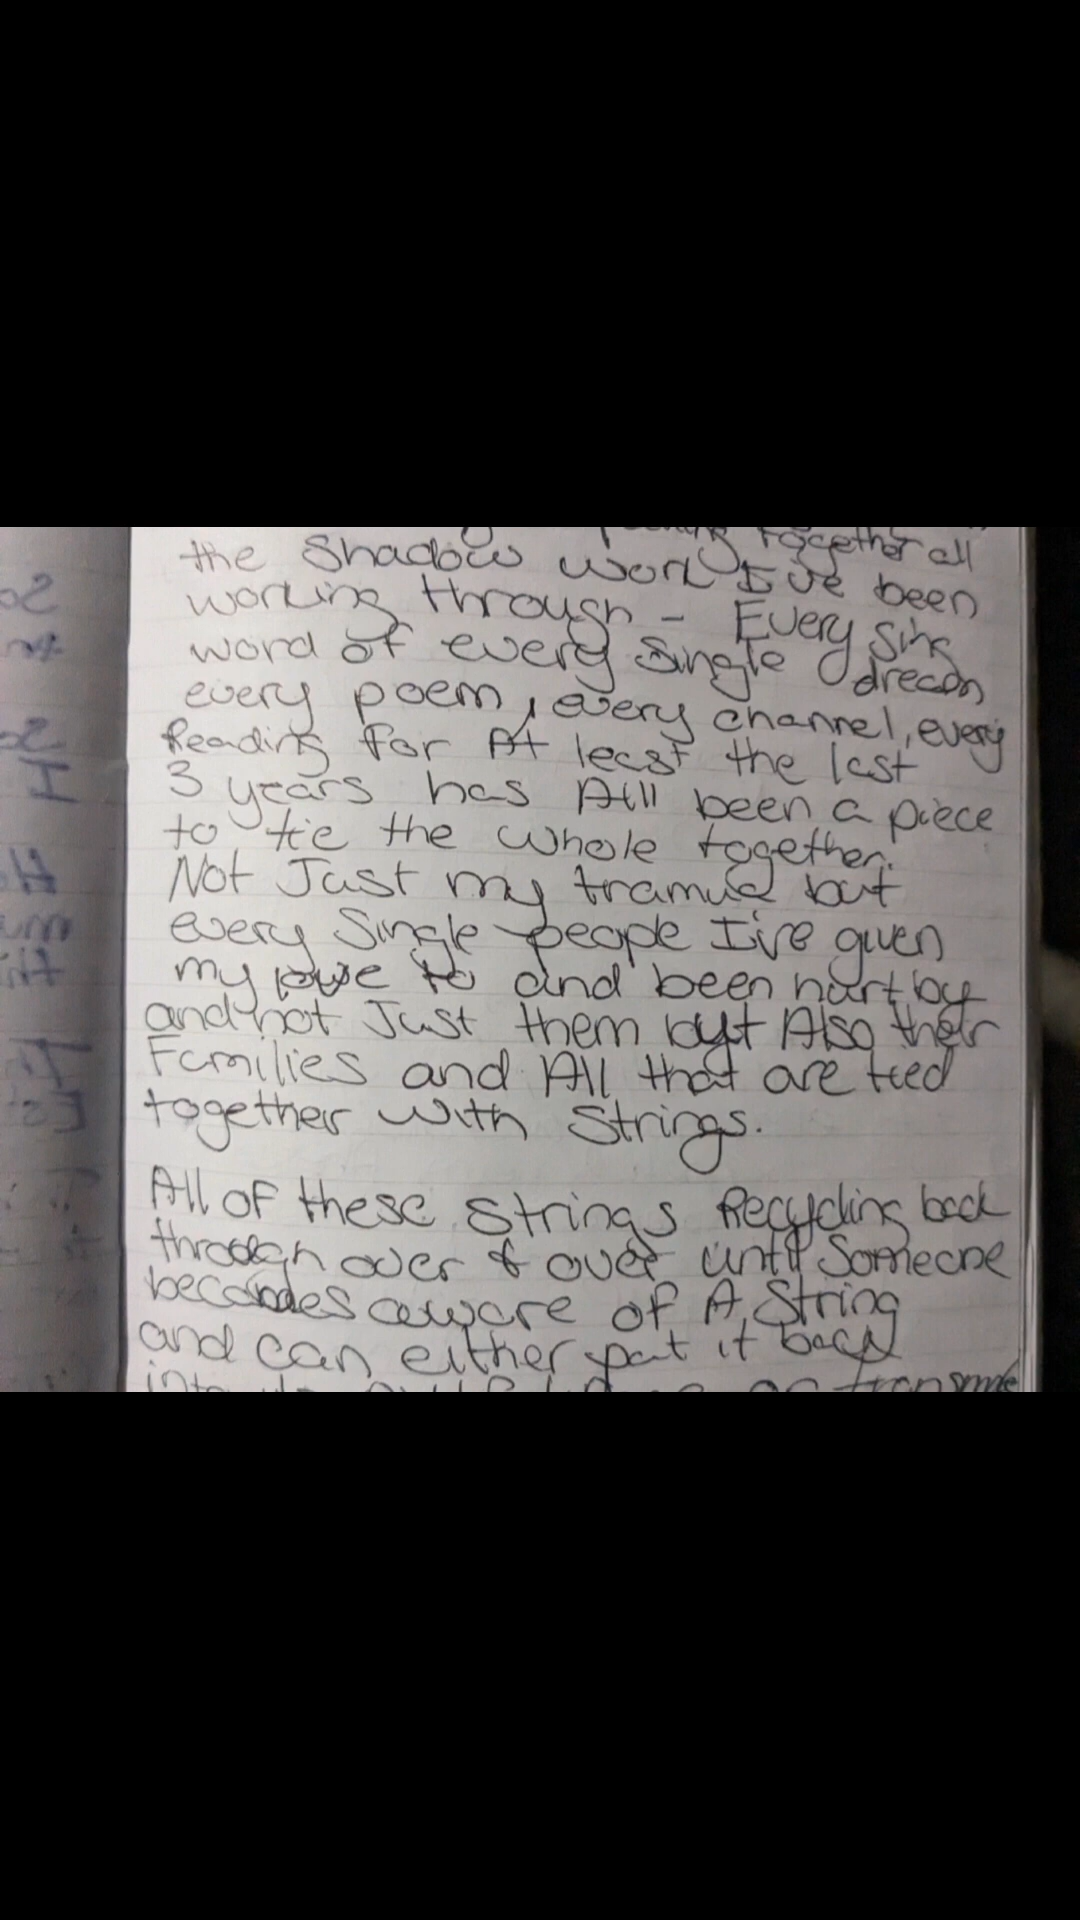 together all
the Shadow work I've been
working through - Every sing
word of every single dream
every poem, every channel, every
Reading for At least the last
3 years has All been a piece
to tie the whole together.
Not Just my tramua but
every Single people I've given
my love to and been hurt by
and not Just them but Also their
Families and All that are tied
together with Strings.
All of these strings Recycling back
through over & over until Someone
becomes aware of A String
and can either put it back